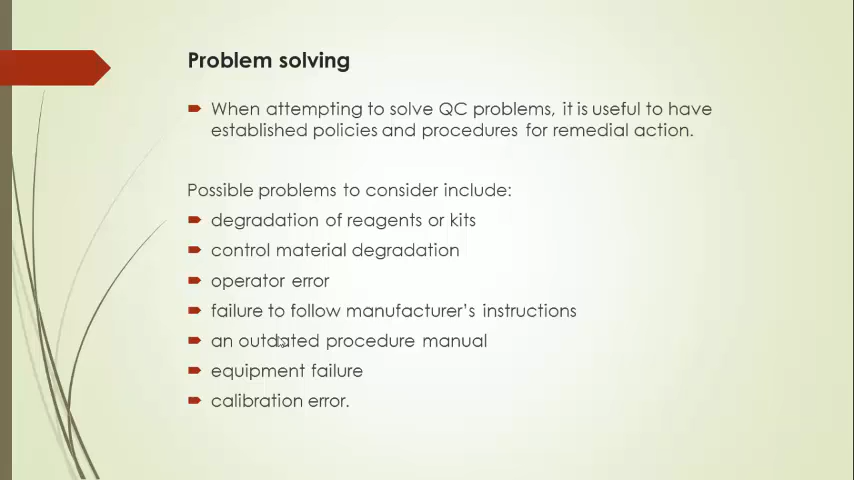 Problem solving
When attempting to solve QC problems, it is useful to have
established policies and procedures for remedial action.
Possible problems to consider include:
degradation of reagents or kits
control material degradation
operator error
failure to follow manufacturer's instructions
an outdated procedure manual
equipment failure
calibration error.